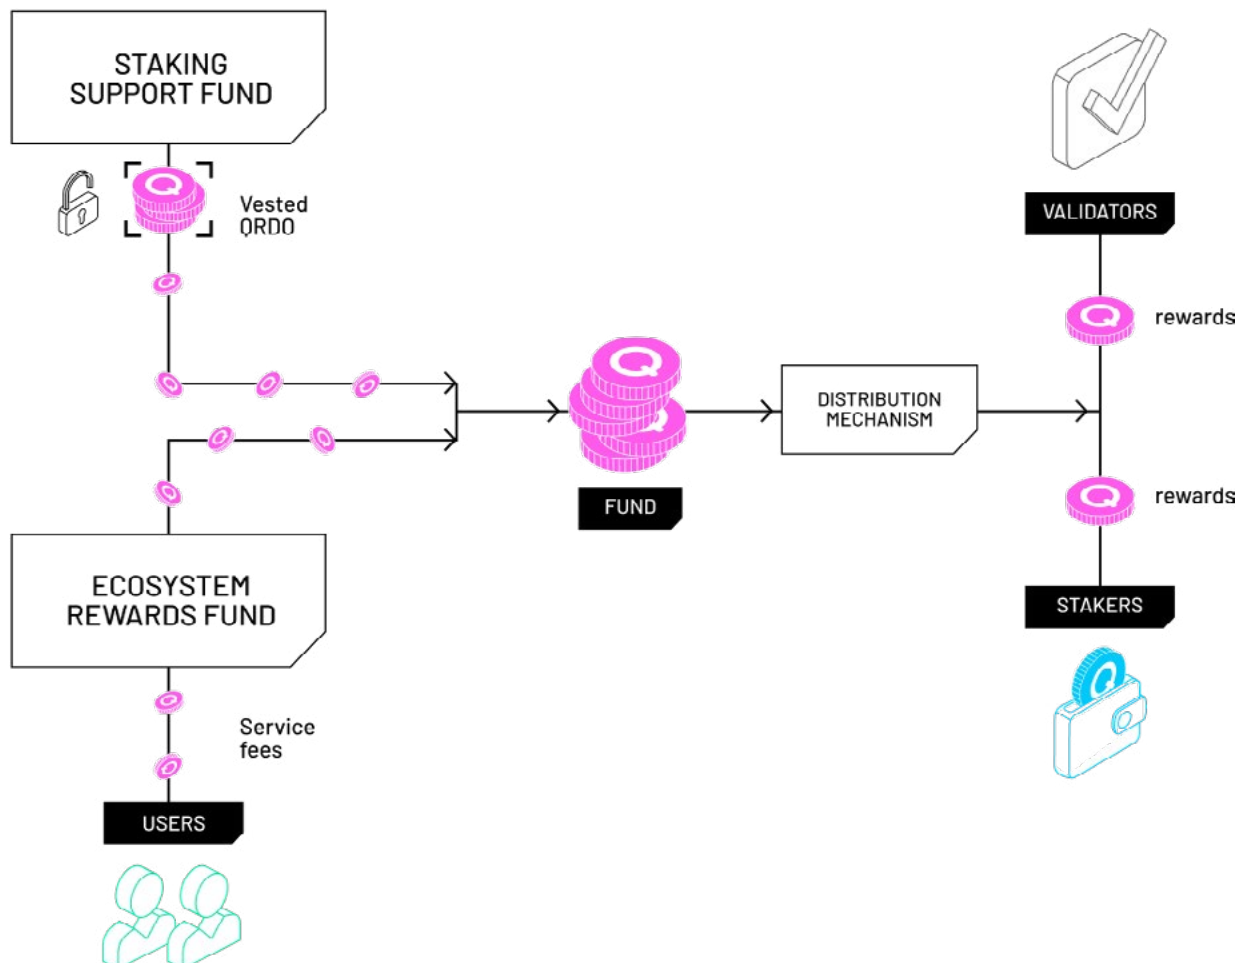 STAKING
SUPPORT FUND
Vested
QRDO
VALIDATORS
rewards
DISTRIBUTION
MECHANISM
FUND
rewards
ECOSYSTEM
REWARDS FUND
STAKERS
Service
fees
USERS